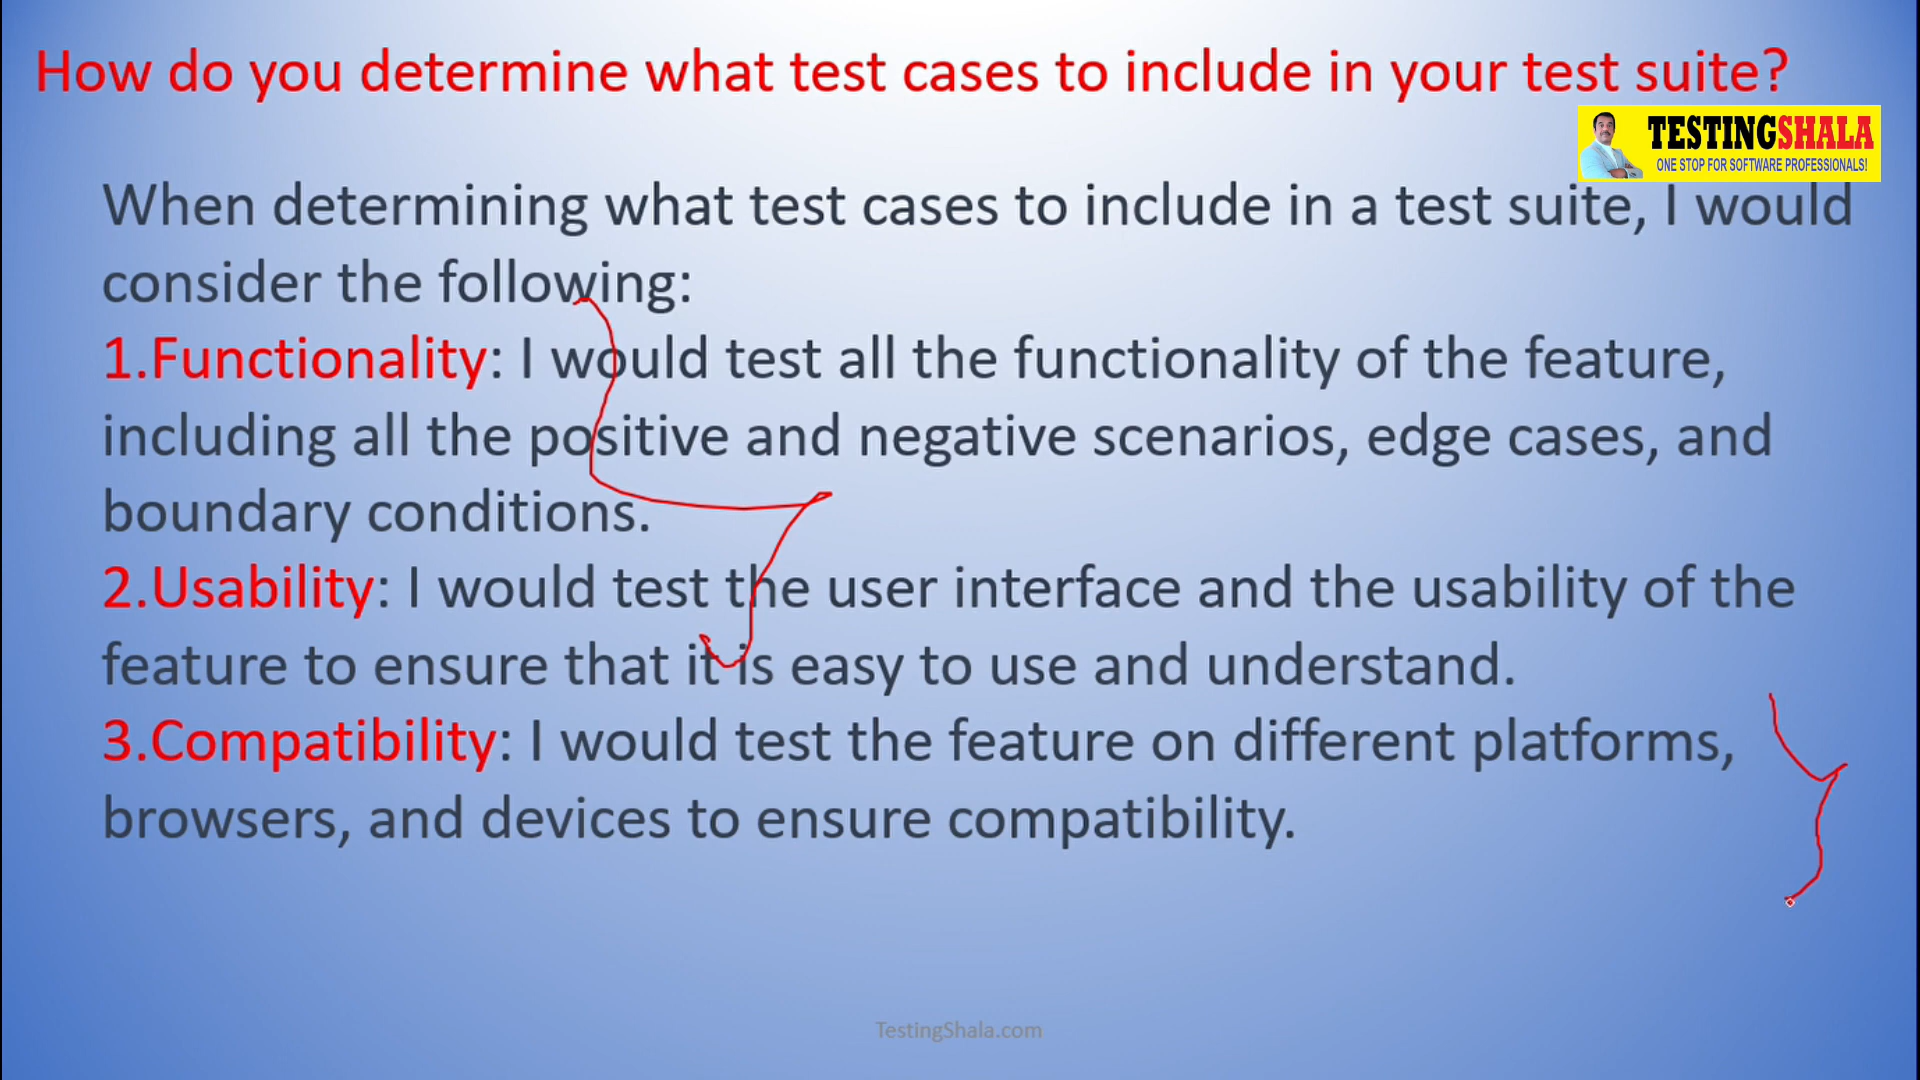 How do you determine what test cases to include in your test suite?
TESTINGSHALA
ONE STOP FOR SOFTWARE PROFESSIONALS!
When determining what test cases to include in a test suite, I would
consider the following:
1.Functionality: I would test all the functionality of the feature,
including all the positive and negative scenarios, edge cases, and
boundary conditions.
2.Usability: I would test the user interface and the usability of the
feature to ensure that it is easy to use and understand.
3.Compatibility: I would test the feature on different platforms,
browsers, and devices to ensure compatibility.
TestingShala.com